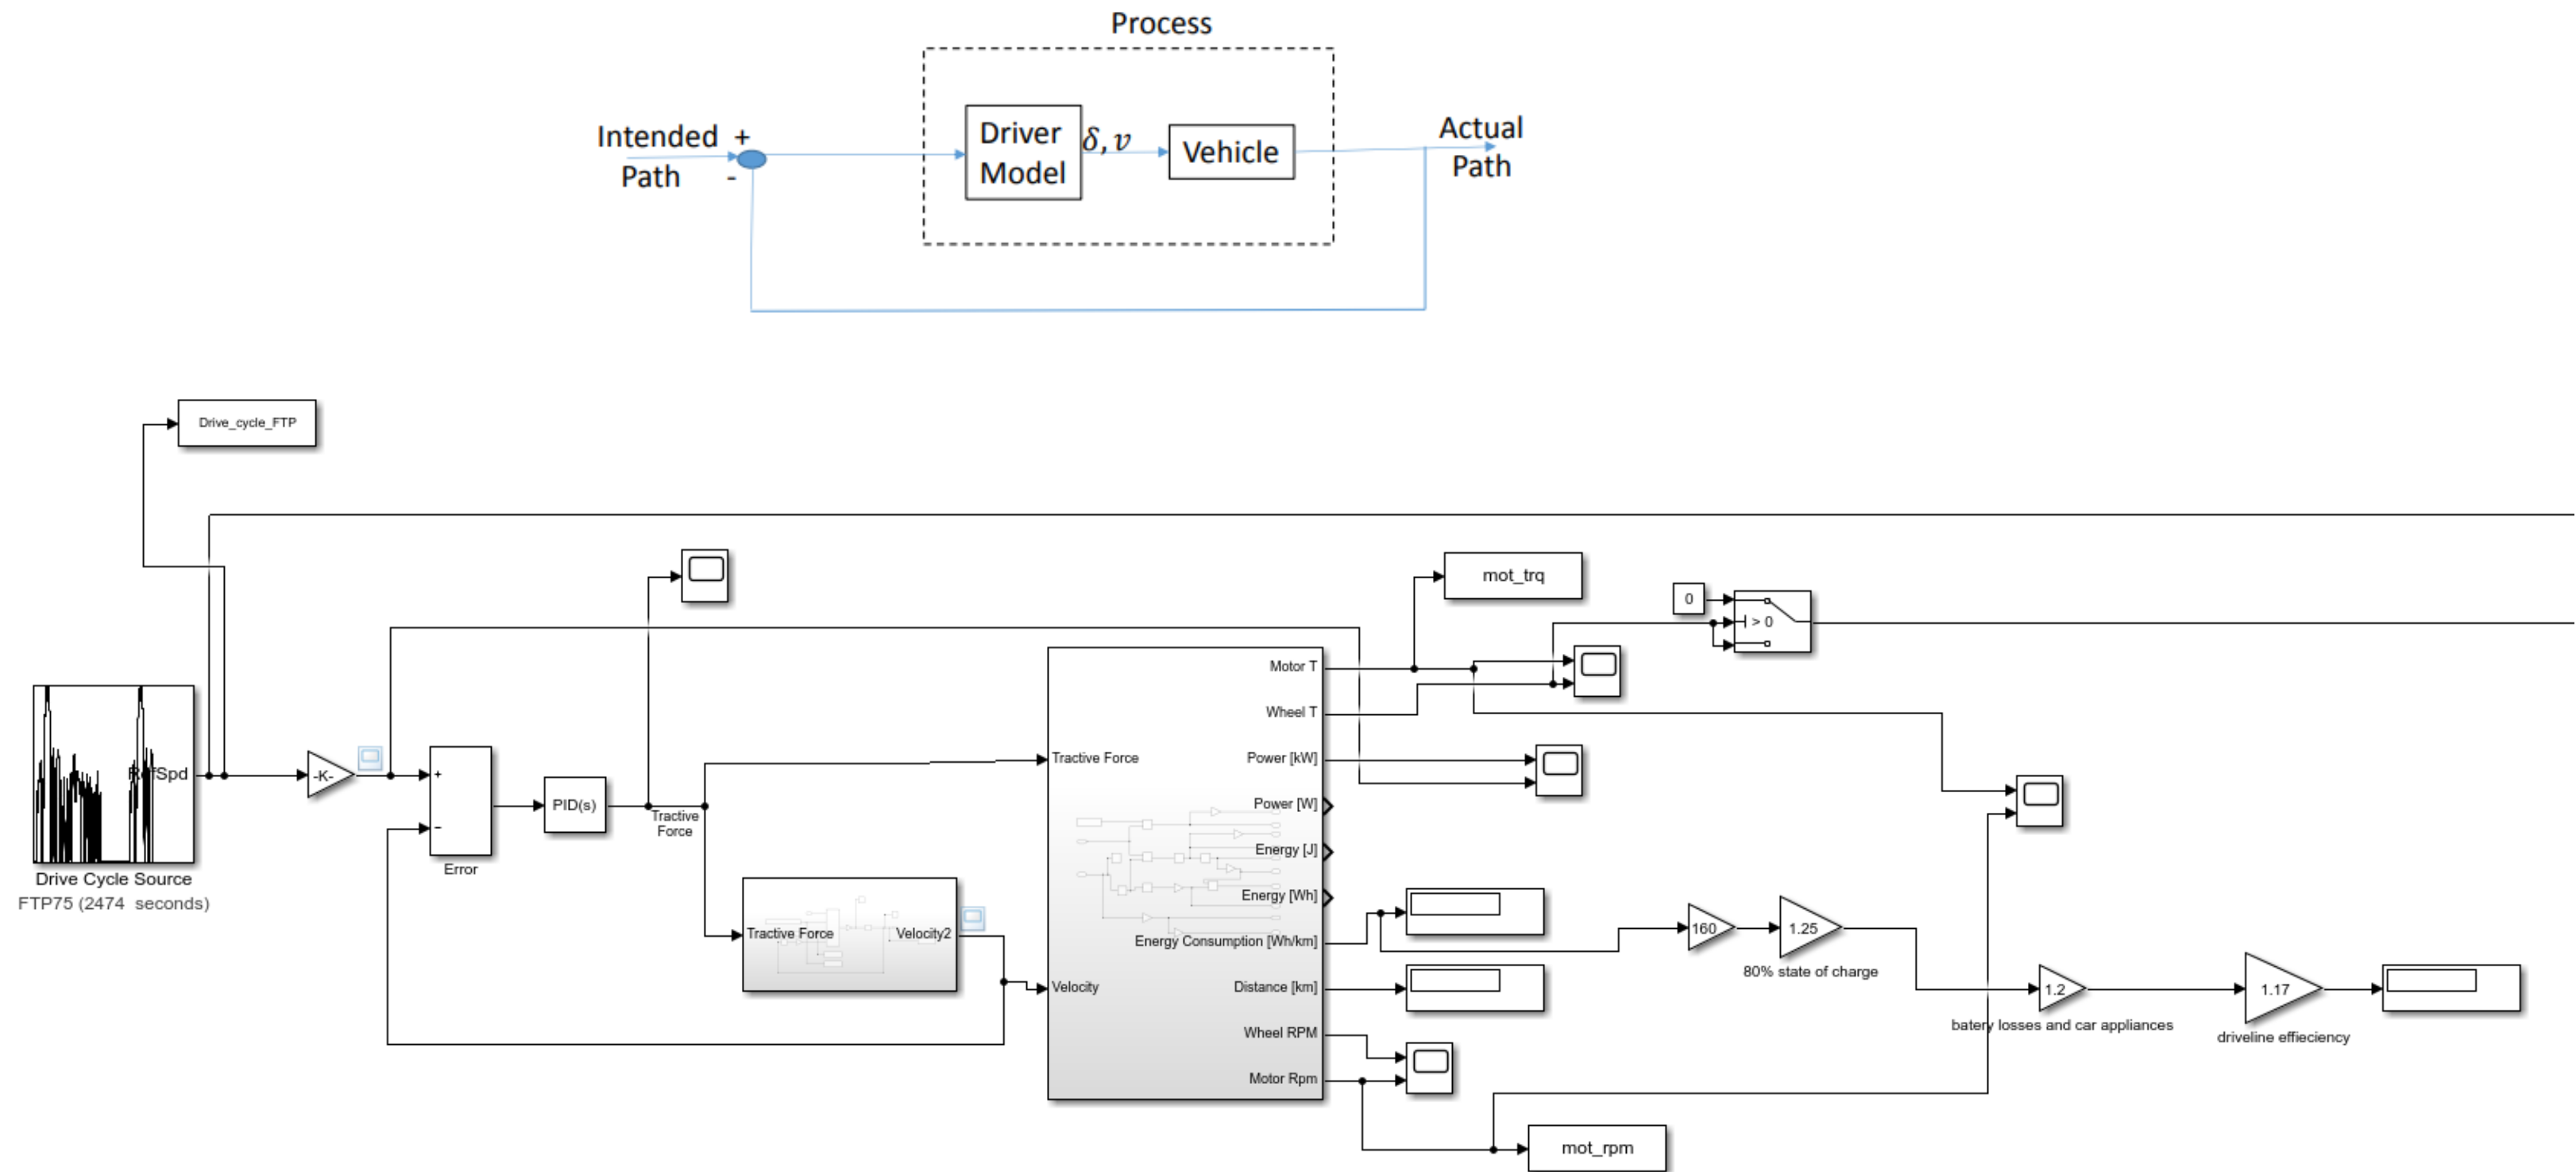 Process
Intended +
Path -
Driver
Model
δ, v
Vehicle
Actual
Path
Drive_cycle_FTP
mot_trq
0
> 0
Motor T
Wheel T
Power [kW]
Power [W]
Energy [J]
Energy [Wh]
Energy Consumption [Wh/km]
Distance [km]
Wheel RPM
Motor Rpm
Tractive Force
Velocity
RefSpd
-K-
+
−
Error
PID(s)
Tractive
Force
Tractive Force
Velocity2
Drive Cycle Source
FTP75 (2474 seconds)
160
1.25
80% state of charge
1.2
batery losses and car appliances
1.17
driveline effieciency
mot_rpm